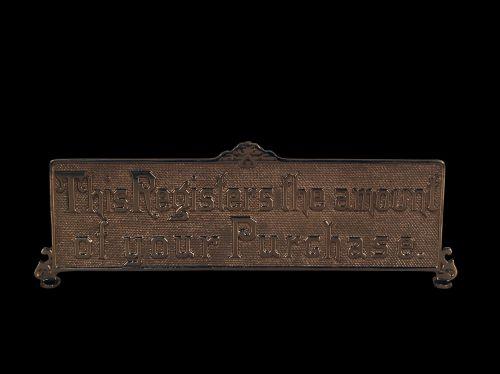 This Registers the amount
of your Purchase.